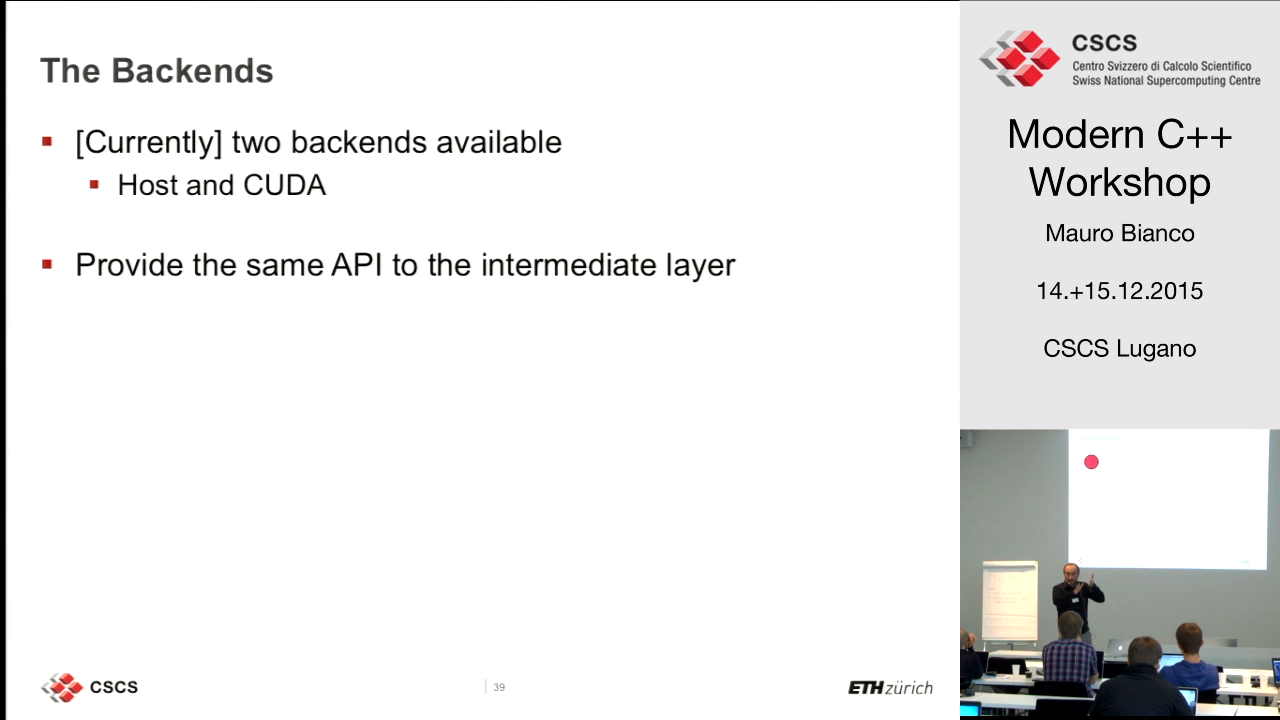 The Backends
[Currently] two backends available
Host and CUDA
Provide the same API to the intermediate layer
CSCS
39
ETH zürich
CSCS
Centro Svizzero di Calcolo Scientifico
Swiss National Supercomputing Centre
Modern C++
Workshop
Mauro Bianco
14.+15.12.2015
CSCS Lugano